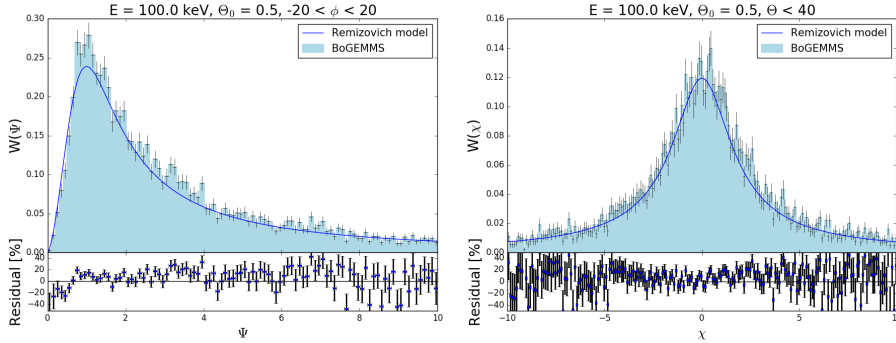 E = 100.0 keV, Θ₀ = 0.5, -20 < ϕ < 20
Remizovich model
BoGEMMS
W(Ψ)
0.30
0.25
0.20
0.15
0.10
0.05
0.00
Residual [%]
40
20
0
−20
−40
0 2 4 6 8 10
Ψ
E = 100.0 keV, Θ₀ = 0.5, Θ < 40
Remizovich model
BoGEMMS
W(χ)
0.16
0.14
0.12
0.10
0.08
0.06
0.04
0.02
0.00
Residual [%]
40
20
0
−20
−40
−10 −5 0 5 10
χ